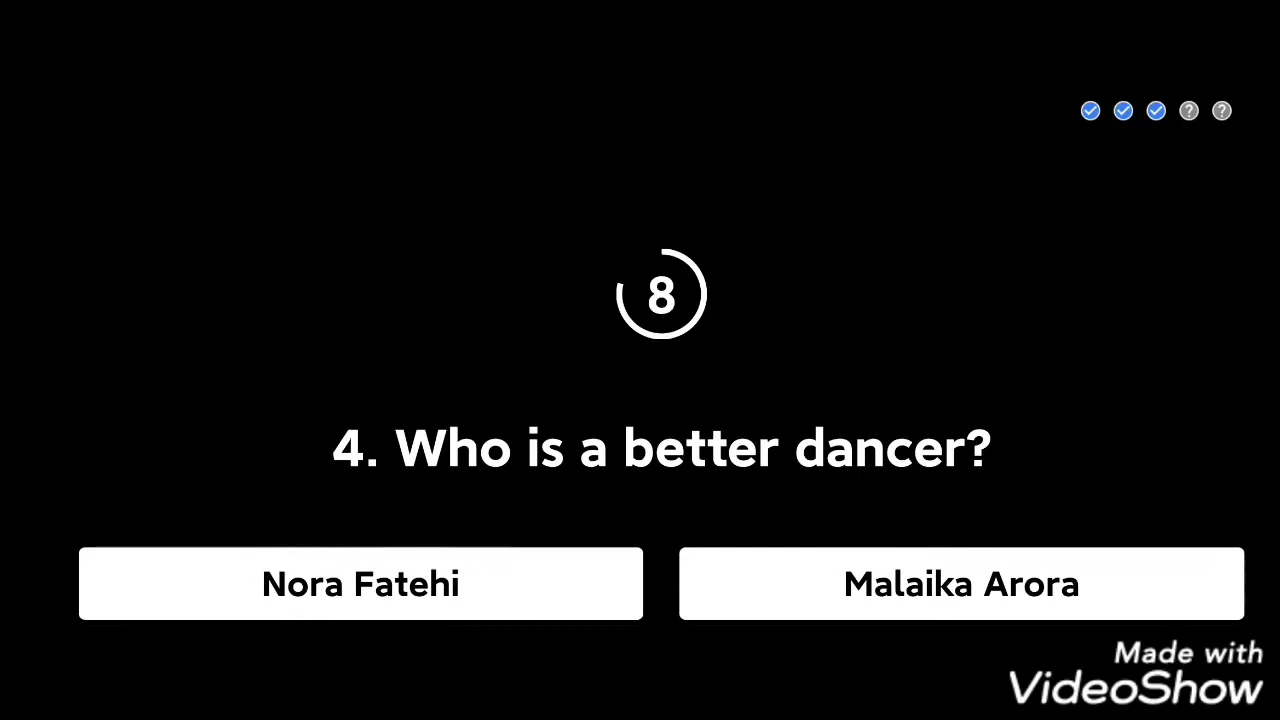 ? ?
8
4. Who is a better dancer?
Nora Fatehi
Malaika Arora
Made with
VideoShow